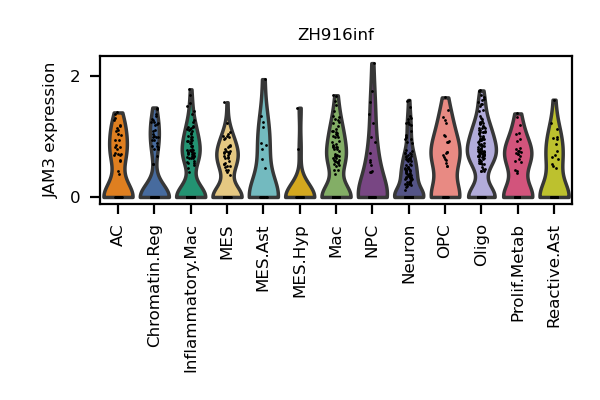 ZH916inf
JAM3 expression
2
0
AC
Chromatin.Reg
Inflammatory.Mac
MES
MES.Ast
MES.Hyp
Mac
NPC
Neuron
OPC
Oligo
Prolif.Metab
Reactive.Ast